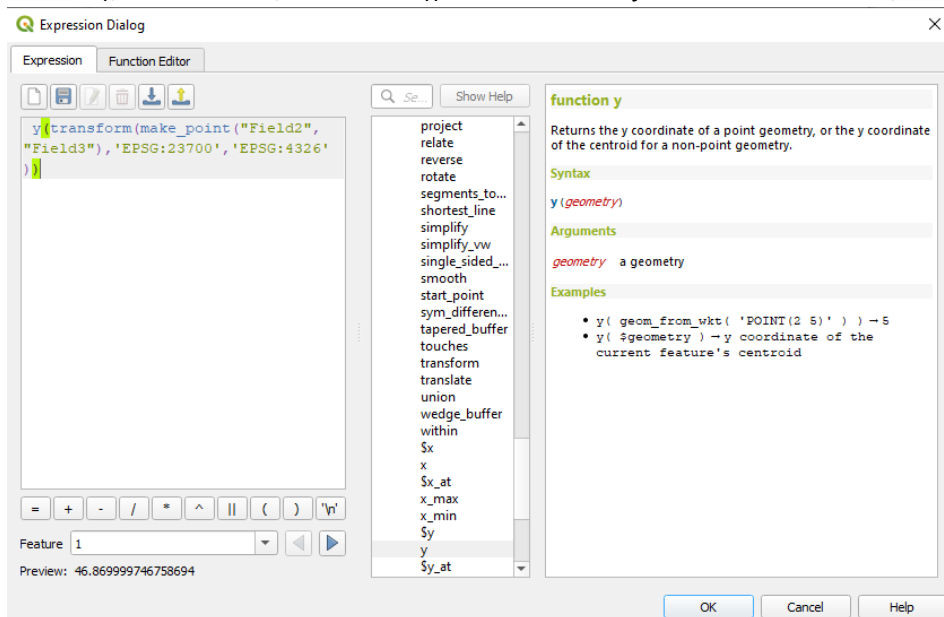 Expression Dialog
Expression
Function Editor
y(transform(make_point("Field2",
"Field3"),'EPSG:23700','EPSG:4326'
))
= + - / * ^ || ( ) '\n'
Feature 1
Preview: 46.869999746758694
Se...
Show Help
project
relate
reverse
rotate
segments_to...
shortest_line
simplify
simplify_vw
single_sided_...
smooth
start_point
sym_differen...
tapered_buffer
touches
transform
translate
union
wedge_buffer
within
$x
x
$x_at
x_max
x_min
$y
y
$y_at
function y
Returns the y coordinate of a point geometry, or the y coordinate
of the centroid for a non-point geometry.
Syntax
y(geometry)
Arguments
geometry a geometry
Examples
• y( geom_from_wkt( 'POINT(2 5)' ) ) → 5
• y( $geometry ) → y coordinate of the
current feature's centroid
OK
Cancel
Help